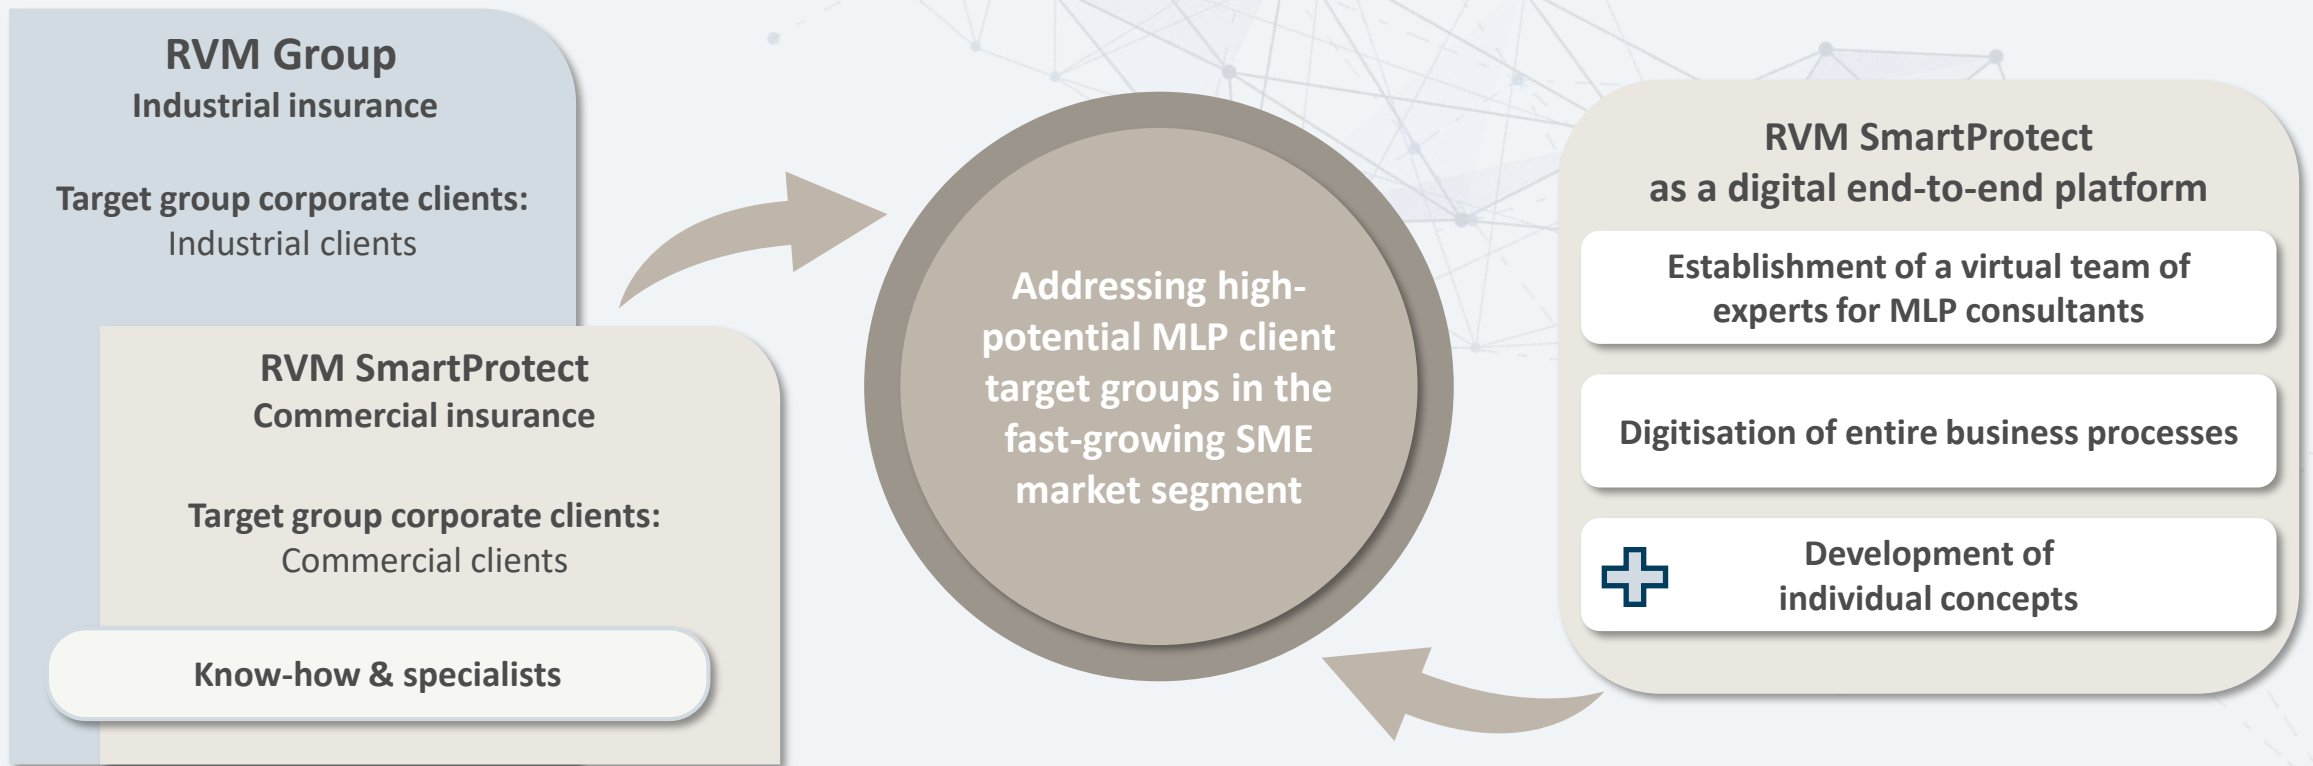 RVM Group
Industrial insurance
Target group corporate clients:
Industrial clients
RVM SmartProtect
Commercial insurance
Target group corporate clients:
Commercial clients
Know-how & specialists
Addressing high-
potential MLP client
target groups in the
fast-growing SME
market segment
RVM SmartProtect
as a digital end-to-end platform
Establishment of a virtual team of
experts for MLP consultants
Digitisation of entire business processes
Development of
individual concepts